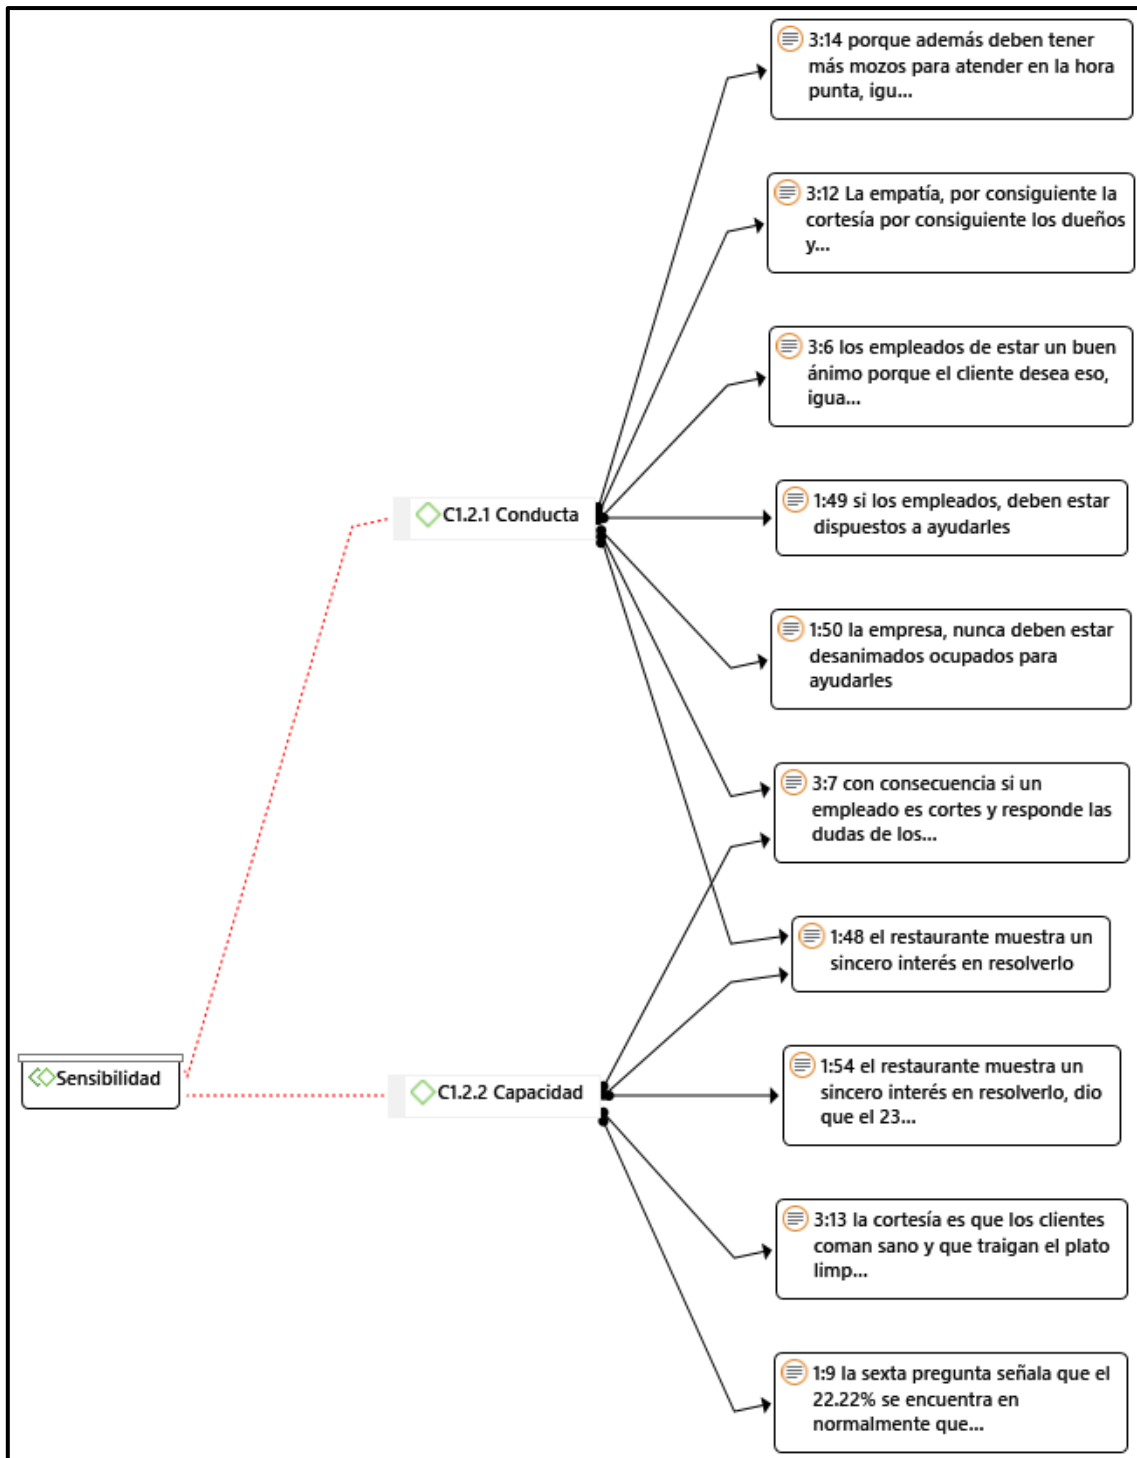 3:14 porque además deben tener
más mozos para atender en la hora
punta, igu...
3:12 La empatía, por consiguiente la
cortesía por consiguiente los dueños
y...
3:6 los empleados de estar un buen
ánimo porque el cliente desea eso,
igua...
1:49 si los empleados, deben estar
dispuestos a ayudarles
C1.2.1 Conducta
1:50 la empresa, nunca deben estar
desanimados ocupados para
ayudarles
3:7 con consecuencia si un
empleado es cortes y responde las
dudas de los...
1:48 el restaurante muestra un
sincero interés en resolverlo
Sensibilidad
C1.2.2 Capacidad
1:54 el restaurante muestra un
sincero interés en resolverlo, dio
que el 23...
3:13 la cortesía es que los clientes
coman sano y que traigan el plato
limp...
1:9 la sexta pregunta señala que el
22.22% se encuentra en
normalmente que...